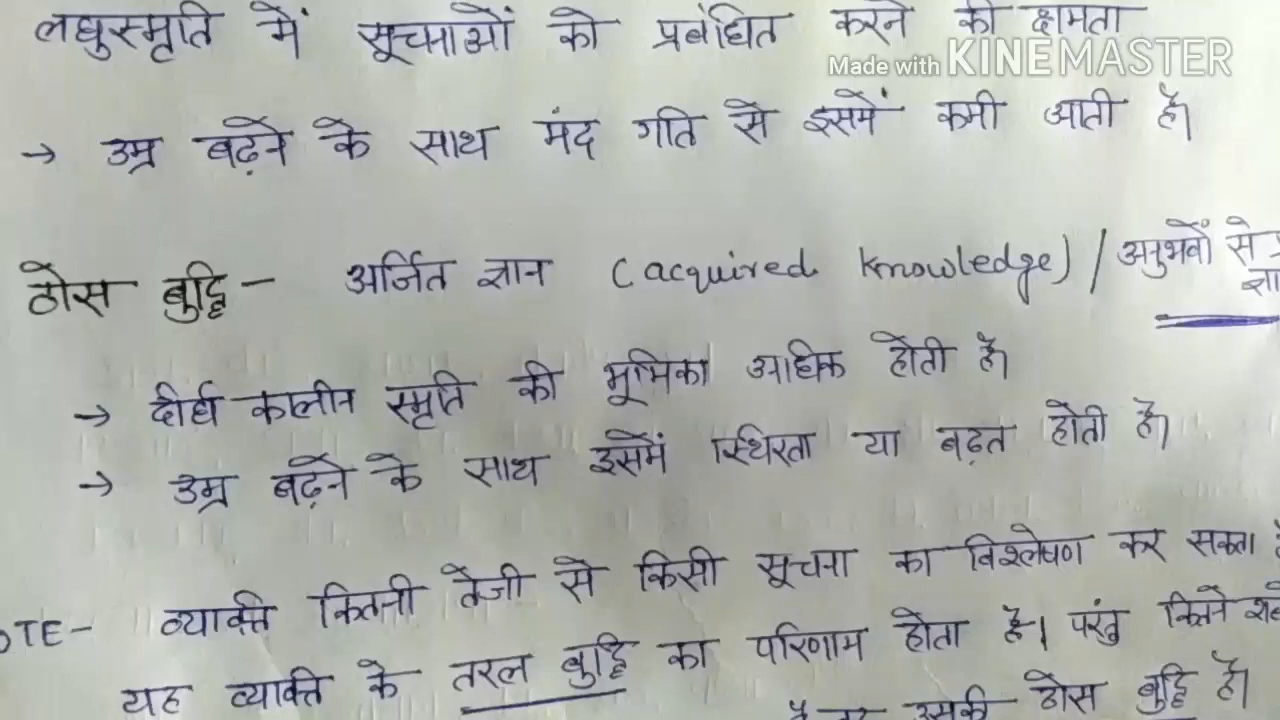 लघुस्मृति में सूचनाओं को प्रबंधित करने की क्षमता
Made with KINEMASTER
→ उम्र बढ़ने के साथ मंद गति से इसमें कमी आती है।
ठोस बुद्धि - अर्जित ज्ञान (acquired knowledge) / अनुभवों से
→ दीर्घ कालीन स्मृति की भूमिका अधिक होती है।
→ उम्र बढ़ने के साथ इसमें स्थिरता या बढ़त होती है।
OTE- व्यक्ति कितनी तेजी से किसी सूचना का विश्लेषण कर सकता
यह व्यक्ति के तरल बुद्धि का परिणाम होता है। परंतु कितने
उसकी ठोस बुद्धि है।